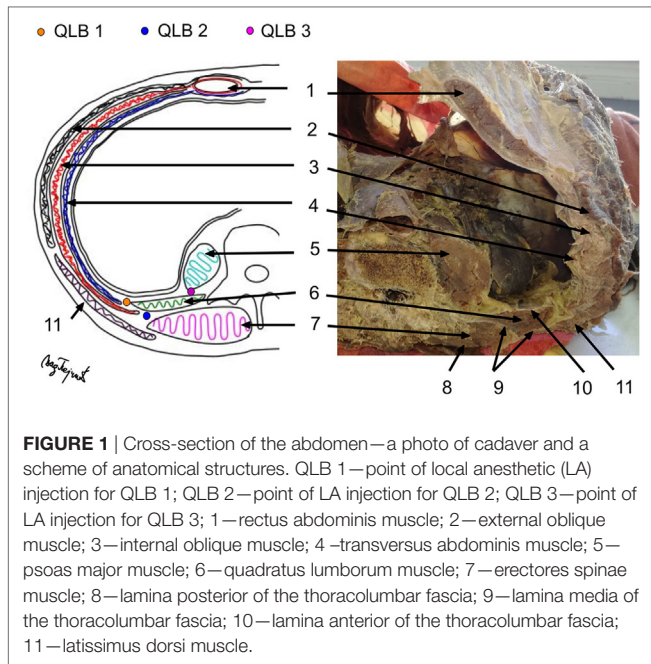 QLB 1 QLB 2 QLB 3
1
2
3
4
5
6
7
11
8 9 10 11
FIGURE 1 | Cross-section of the abdomen—a photo of cadaver and a
scheme of anatomical structures. QLB 1—point of local anesthetic (LA)
injection for QLB 1; QLB 2—point of LA injection for QLB 2; QLB 3—point of
LA injection for QLB 3; 1—rectus abdominis muscle; 2—external oblique
muscle; 3—internal oblique muscle; 4 –transversus abdominis muscle; 5—
psoas major muscle; 6—quadratus lumborum muscle; 7—erectores spinae
muscle; 8—lamina posterior of the thoracolumbar fascia; 9—lamina media of
the thoracolumbar fascia; 10—lamina anterior of the thoracolumbar fascia;
11—latissimus dorsi muscle.